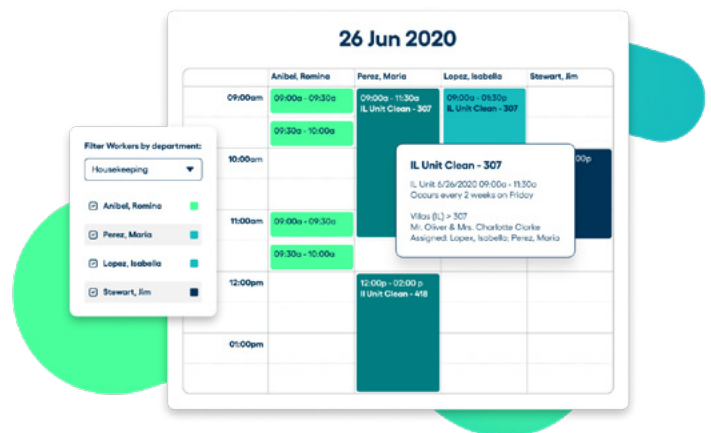 26 Jun 2020
Anibel, Romina Perez, Maria Lopez, Isabella Stewart, Jim
09:00am
09:00a - 09:30a
09:00a - 11:30a
IL Unit Clean - 307
09:00a - 01:30p
IL Unit Clean - 307
09:30a - 10:00a
10:00am
00p
IL Unit Clean - 307
IL Unit 6/26/2020 09:00a - 11:30a
Occurs every 2 weeks on Friday
Villas (IL) > 307
Mr. Oliver & Mrs. Charlotte Clarke
Assigned: Lopex, Isabella; Perez, Maria
11:00am
09:00a - 09:30a
09:30a - 10:00a
12:00pm
12:00p - 02:00 p
Il Unit Clean - 418
01:00pm
Filter Workers by department:
Housekeeping
Anibel, Romina
Perez, Maria
Lopez, Isabella
Stewart, Jim